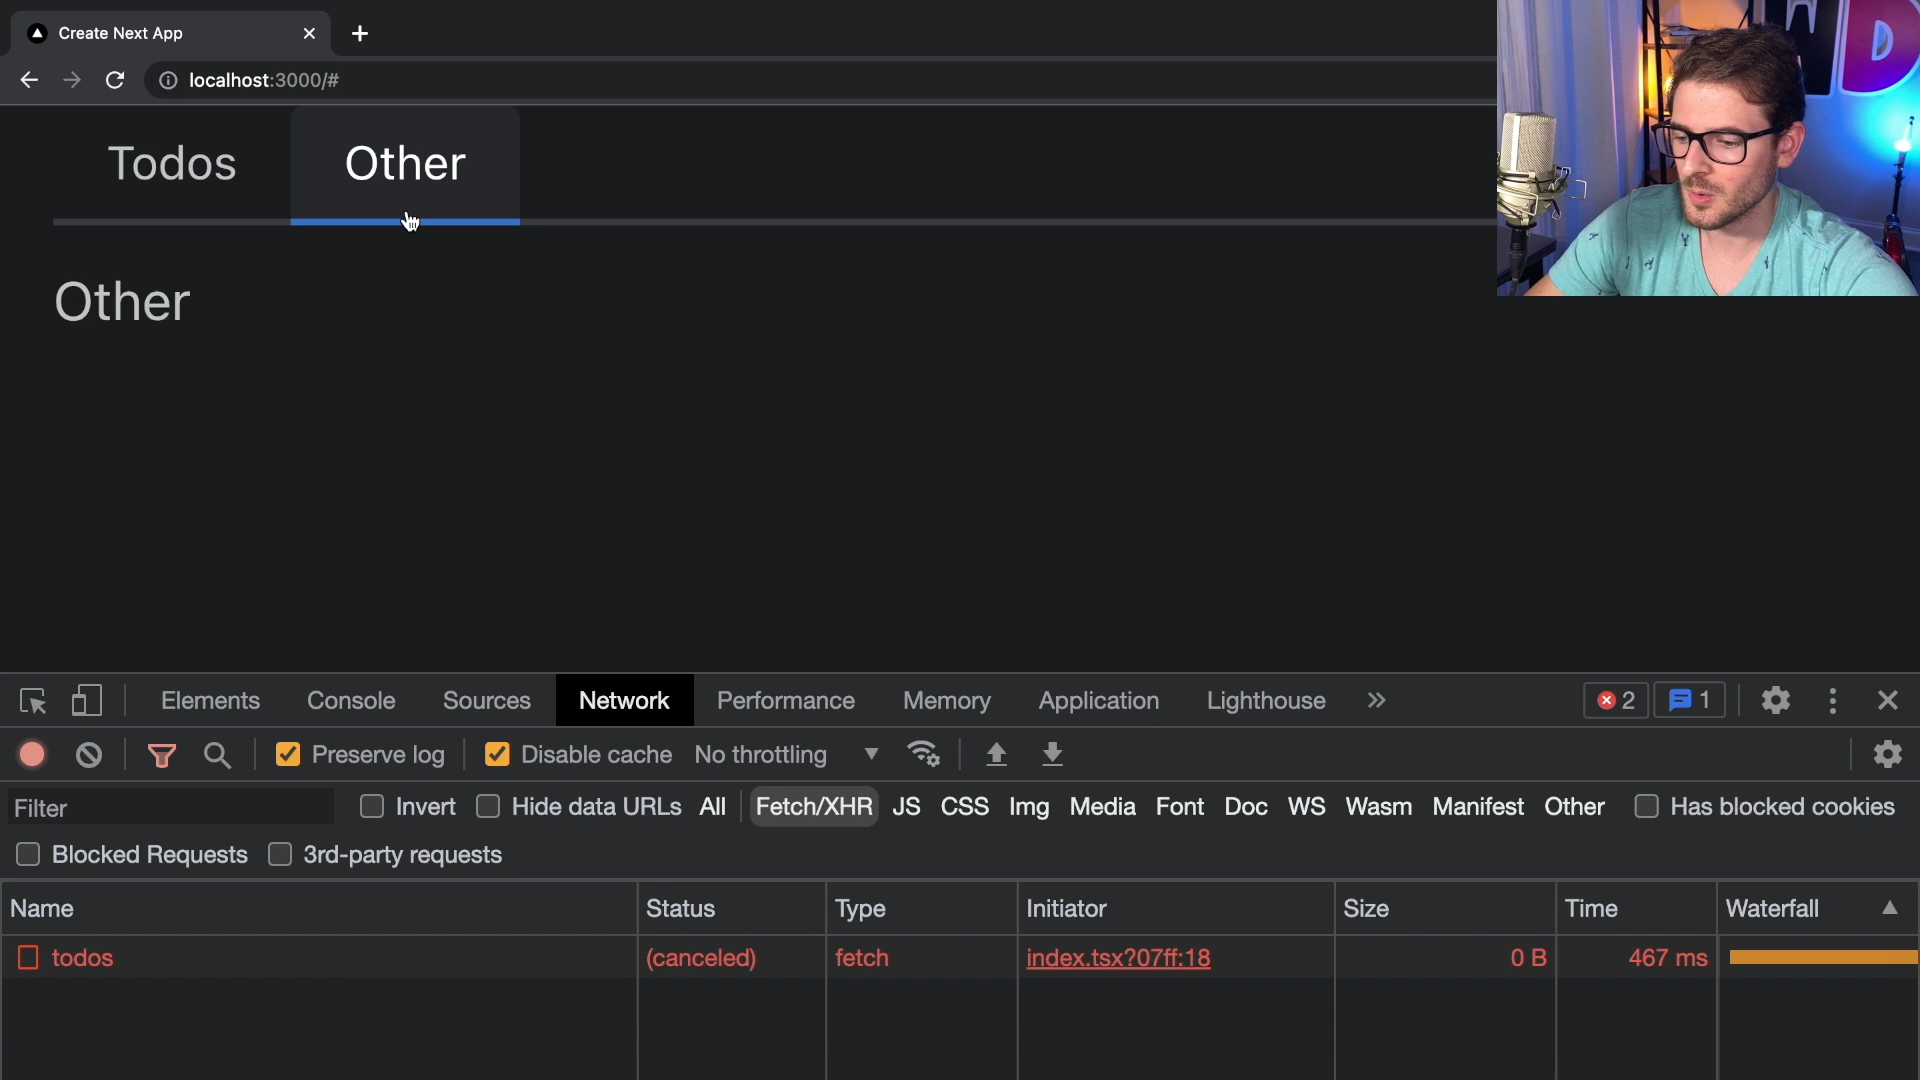 Create Next App
localhost:3000/#
Todos Other
Other
Elements Console Sources Network Performance Memory Application Lighthouse 2 1
Preserve log Disable cache No throttling
Filter Invert Hide data URLs All Fetch/XHR JS CSS Img Media Font Doc WS Wasm Manifest Other Has blocked cookies
Blocked Requests 3rd-party requests
Name Status Type Initiator Size Time Waterfall
todos (canceled) fetch index.tsx?07ff:18 0 B 467 ms
D